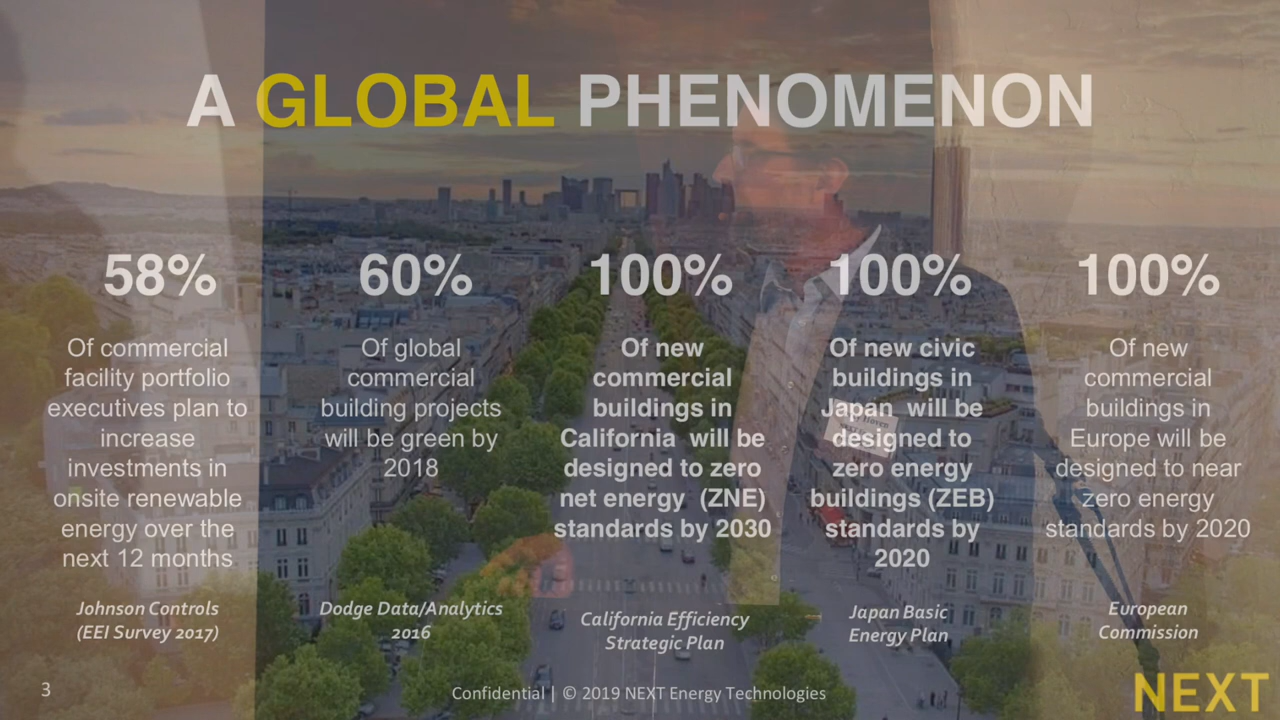 A GLOBAL PHENOMENON
58%
Of commercial
facility portfolio
executives plan to
increase
investments in
onsite renewable
energy over the
next 12 months
Johnson Controls
(EEI Survey 2017)
60%
Of global
commercial
building projects
will be green by
2018
Dodge Data/Analytics
2016
100%
Of new
commercial
buildings in
California will be
designed to zero
net energy (ZNE)
standards by 2030
California Efficiency
Strategic Plan
100%
Of new civic
buildings in
Japan will be
designed to
zero energy
buildings (ZEB)
standards by
2020
Japan Basic
Energy Plan
100%
Of new
commercial
buildings in
Europe will be
designed to near
zero energy
standards by 2020
European
Commission
3
Confidential | © 2019 NEXT Energy Technologies
NEXT